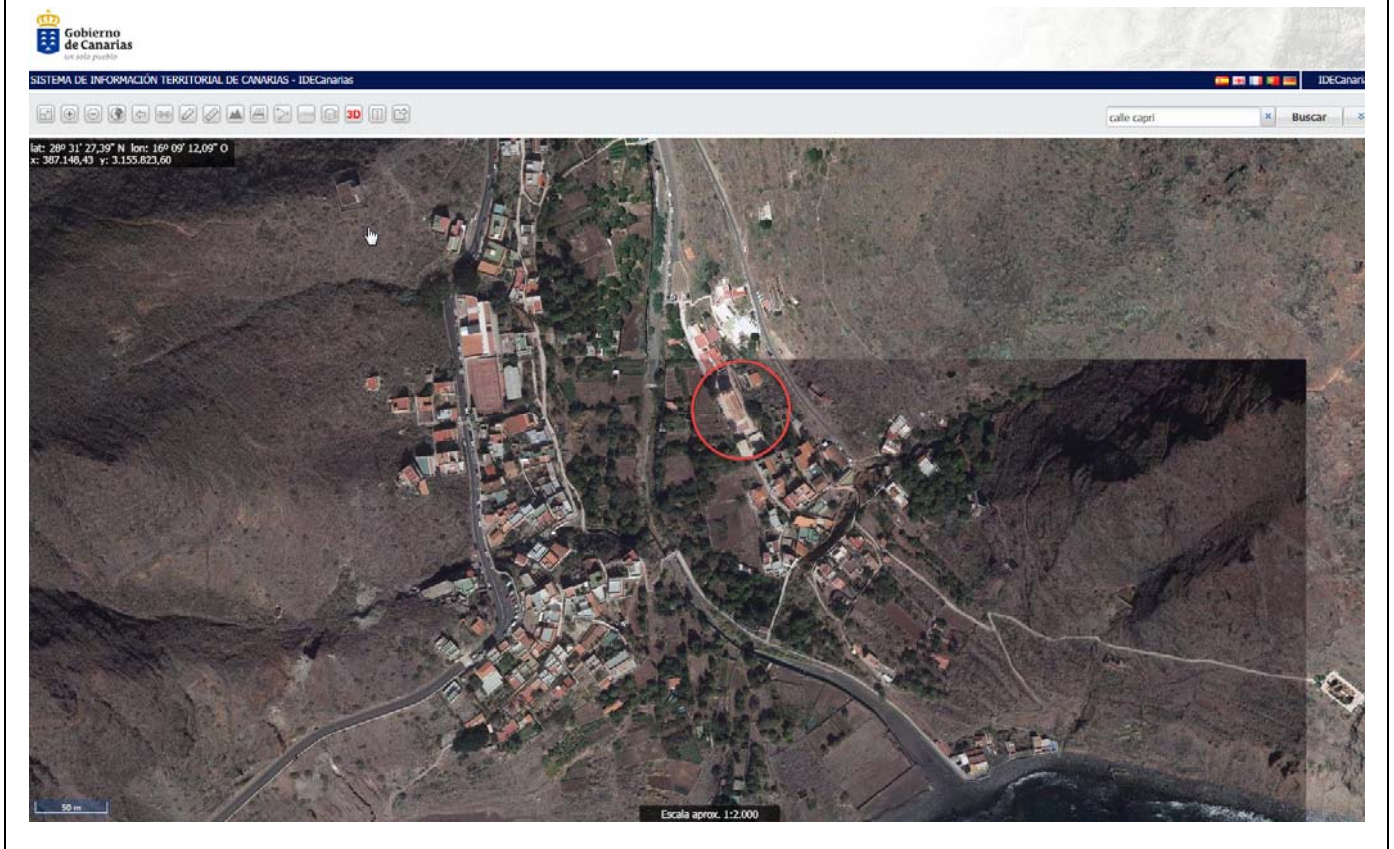 Gobierno
de Canarias
un solo pueblo
SISTEMA DE INFORMACIÓN TERRITORIAL DE CANARIAS - IDECanarias
IDECanari
3D
calle capri
x
Buscar
lat: 28º 31' 27,39" N lon: 16º 09' 12,09" O
x: 387.148,43 y: 3.155.823,60
50 m
Escala aprox. 1:2.000